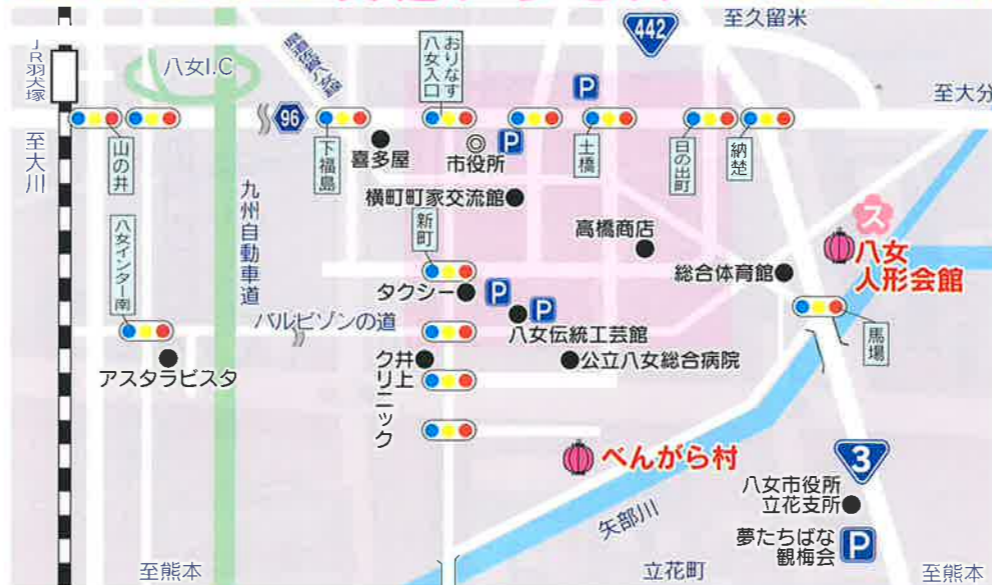 至久留米
442
JR羽犬塚
八女I.C
おりなす
八女入口
P
至大分
96
至大川
山の井
下福島
喜多屋
市役所
P
土橋
日の出町
納楚
九州自動車道
横町町家交流館
新町
高橋商店
ス
八女
人形会館
八女インター南
総合体育館
タクシー
P
P
バルビゾンの道
八女伝統工芸館
馬場
アスタラビスタ
井上
クリニック
公立八女総合病院
べんがら村
3
八女市役所
立花支所
矢部川
夢たちばな
観梅会
P
至熊本
立花町
至熊本